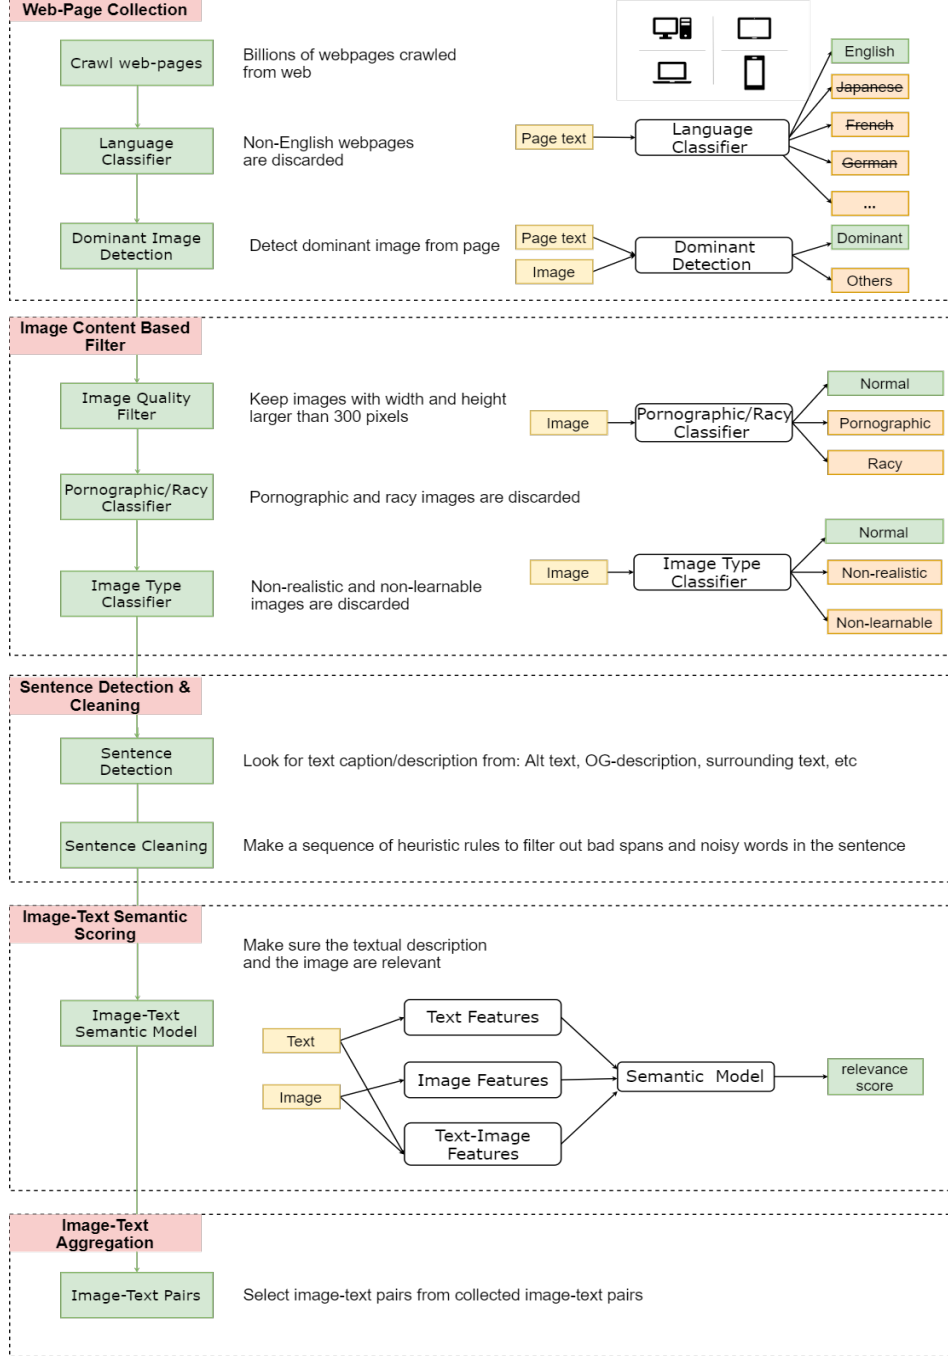 Web-Page Collection
Crawl web-pages
Billions of webpages crawled
from web
English
Japanese
French
German
...
Page text
Language
Classifier
Language
Classifier
Non-English webpages
are discarded
Dominant Image
Detection
Detect dominant image from page
Page text
Image
Dominant
Detection
Dominant
Others
Image Content Based
Filter
Image Quality
Filter
Keep images with width and height
larger than 300 pixels
Image
Pornographic/Racy
Classifier
Normal
Pornographic
Racy
Pornographic/Racy
Classifier
Pornographic and racy images are discarded
Image Type
Classifier
Non-realistic and non-learnable
images are discarded
Image
Image Type
Classifier
Normal
Non-realistic
Non-learnable
Sentence Detection &
Cleaning
Sentence
Detection
Look for text caption/description from: Alt text, OG-description, surrounding text, etc
Sentence Cleaning
Make a sequence of heuristic rules to filter out bad spans and noisy words in the sentence
Image-Text Semantic
Scoring
Make sure the textual description
and the image are relevant
Image-Text
Semantic Model
Text
Image
Text Features
Image Features
Text-Image
Features
Semantic Model
relevance
score
Image-Text
Aggregation
Image-Text Pairs
Select image-text pairs from collected image-text pairs